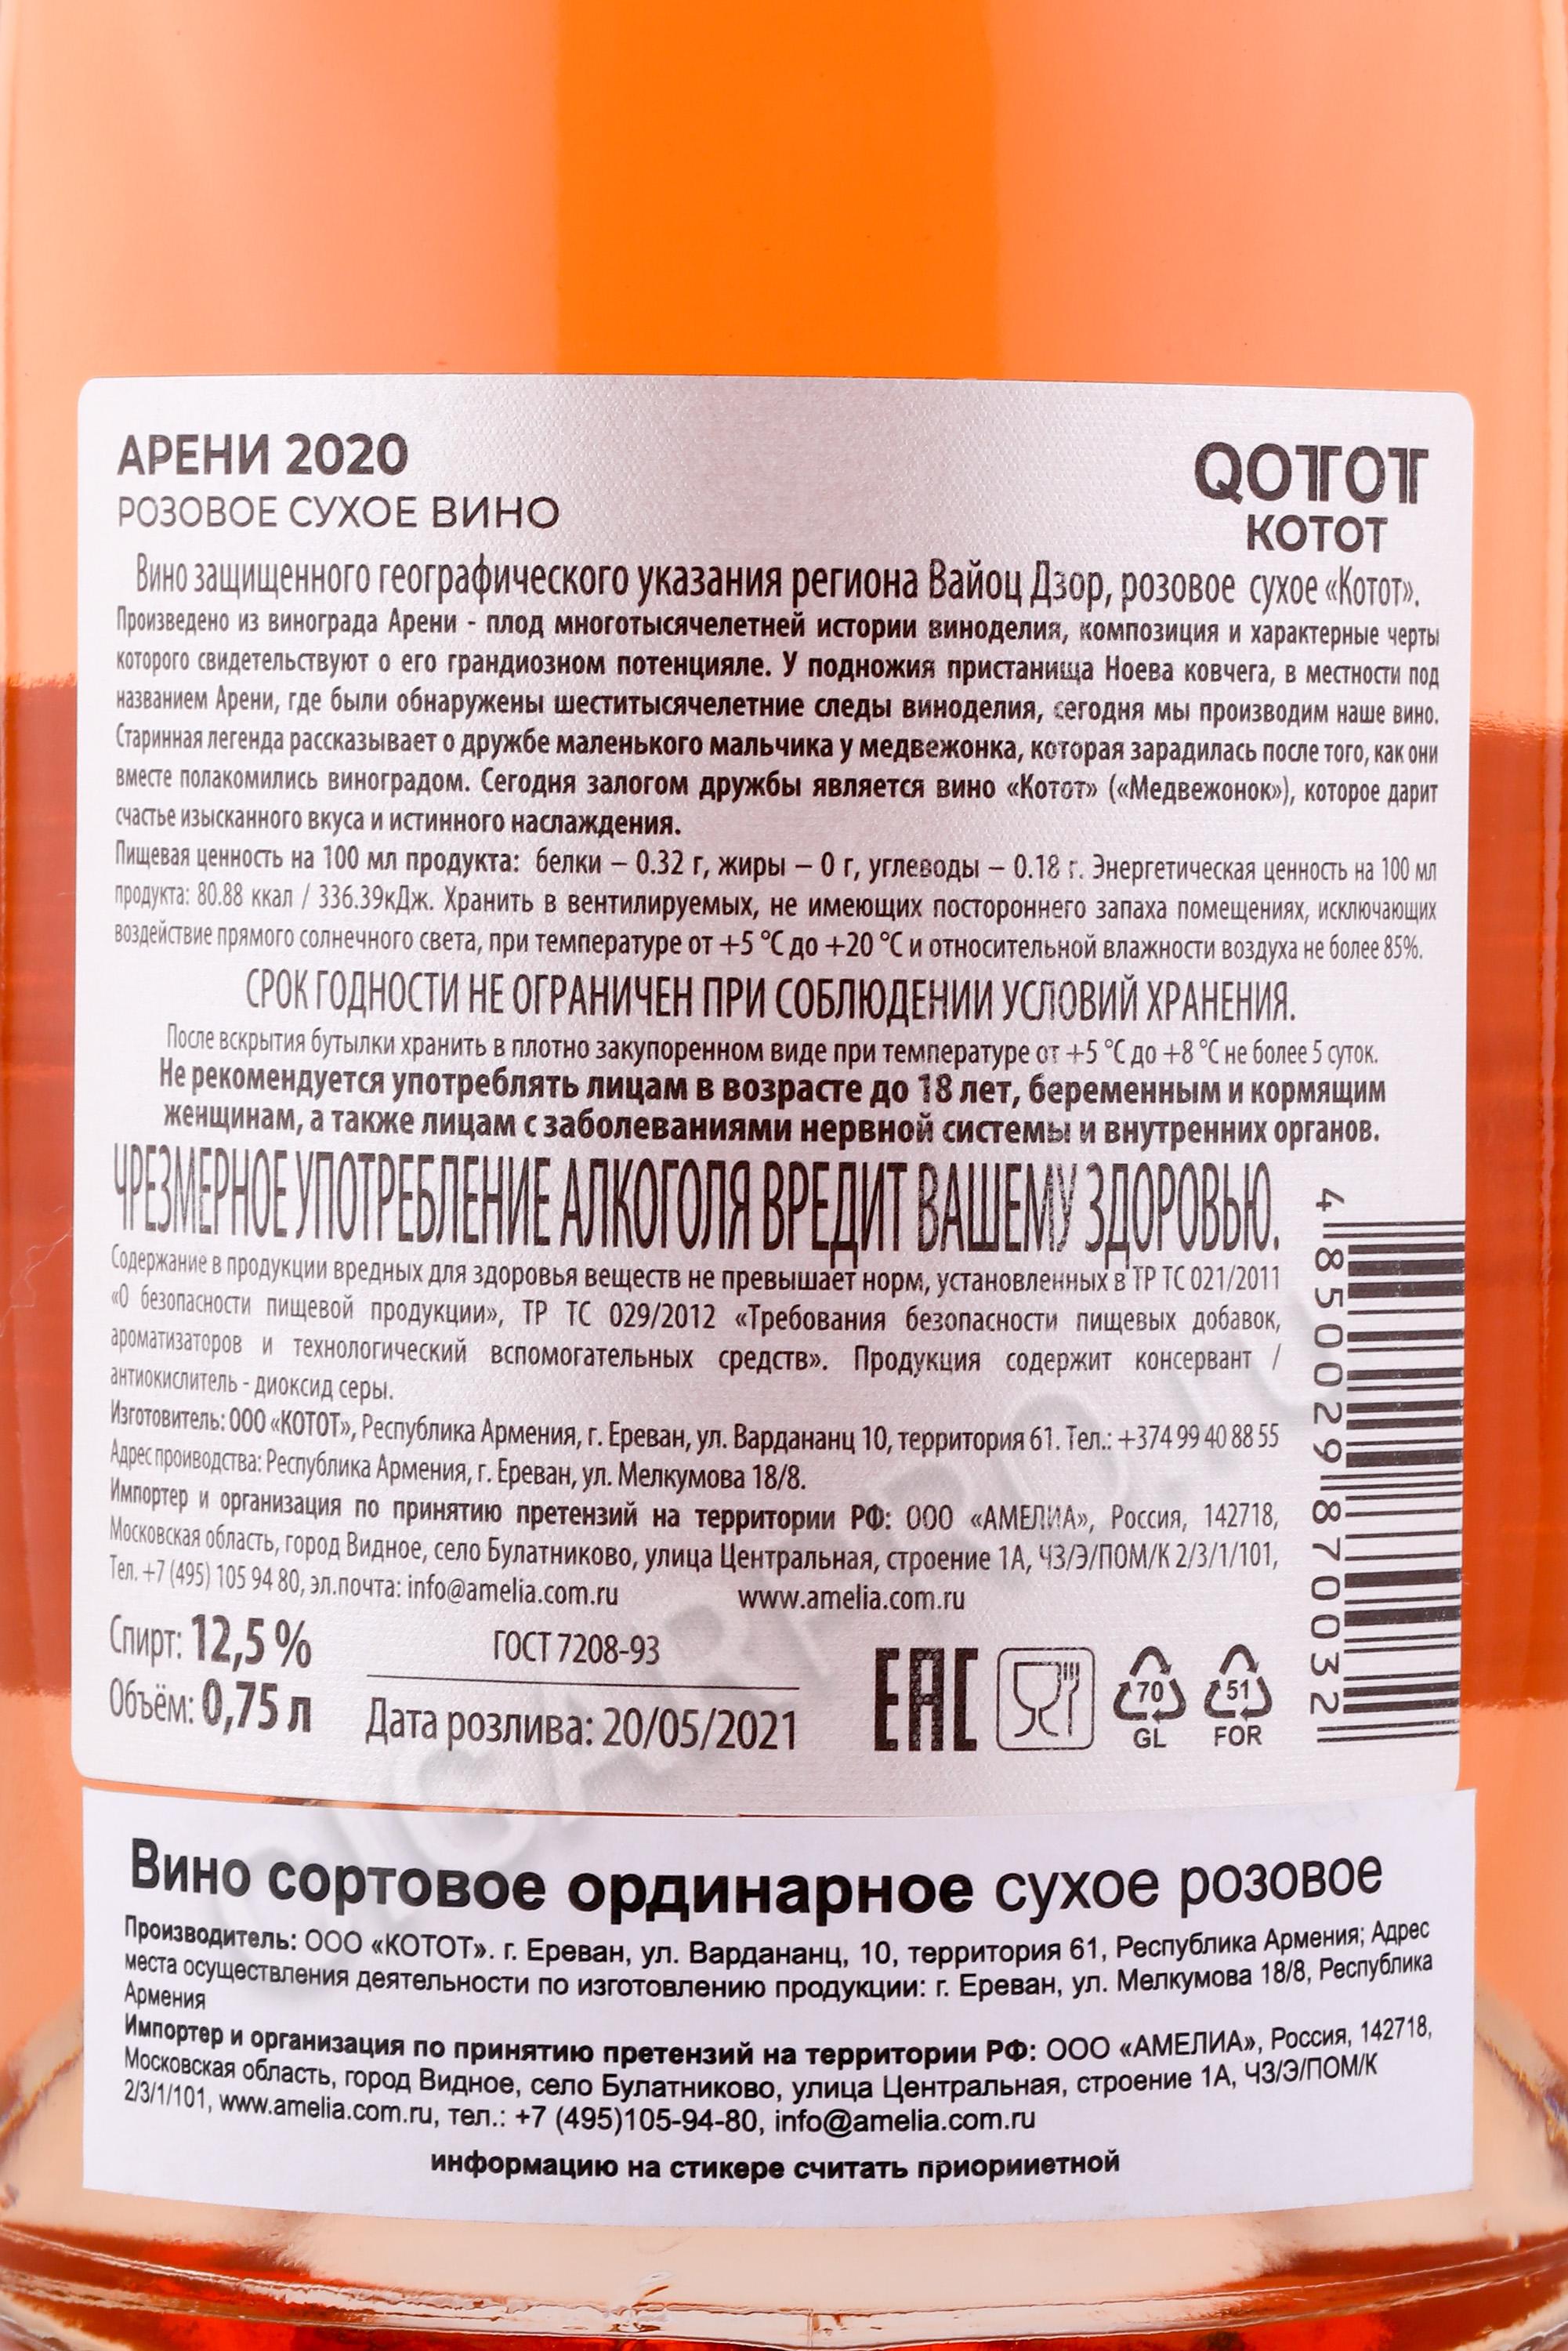 АРЕНИ 2020
РОЗОВОЕ СУХОЕ ВИНО
QOTTOT
КОТОТ
Вино защищенного географического указания региона Вайоц Дзор, розовое сухое «Котот».
Произведено из винограда Арени - плод многотысячелетней истории виноделия, композиция и характерные черты
которого свидетельствуют о его грандиозном потенцияле. У подножия пристанища Ноева ковчега, в местности под
названием Арени, где были обнаружены шеститысячелетние следы виноделия, сегодня мы производим наше вино.
Старинная легенда рассказывает о дружбе маленького мальчика у медвежонка, которая зарадилась после того, как они
вместе полакомились виноградом. Сегодня залогом дружбы является вино «Котот» («Медвежонок»), которое дарит
счастье изысканного вкуса и истинного наслаждения.
Пищевая ценность на 100 мл продукта: белки – 0.32 г, жиры – 0 г, углеводы – 0.18 г. Энергетическая ценность на 100 мл
продукта: 80.88 ккал / 336.39кДж. Хранить в вентилируемых, не имеющих постороннего запаха помещениях, исключающих
воздействие прямого солнечного света, при температуре от +5 °C до +20 °C и относительной влажности воздуха не более 85%.
СРОК ГОДНОСТИ НЕ ОГРАНИЧЕН ПРИ СОБЛЮДЕНИИ УСЛОВИЙ ХРАНЕНИЯ.
После вскрытия бутылки хранить в плотно закупоренном виде при температуре от +5 °C до +8 °C не более 5 суток.
Не рекомендуется употреблять лицам в возрасте до 18 лет, беременным и кормящим
женщинам, а также лицам с заболеваниями нервной системы и внутренних органов.
ЧРЕЗМЕРНОЕ УПОТРЕБЛЕНИЕ АЛКОГОЛЯ ВРЕДИТ ВАШЕМУ ЗДОРОВЬЮ.
Содержание в продукции вредных для здоровья веществ не превышает норм, установленных в ТР ТС 021/2011
«О безопасности пищевой продукции», ТР ТС 029/2012 «Требования безопасности пищевых добавок,
ароматизаторов и технологический вспомогательных средств». Продукция содержит консервант /
антиокислитель - диоксид серы.
Изготовитель: ООО «КОТОТ», Республика Армения, г. Ереван, ул. Вардананц 10, территория 61. Тел.: +374 99 40 88 55
Адрес проиводства: Республика Армения, г. Ереван, ул. Мелкумова 18/8.
Импортер и организация по принятию претензий на территории РФ: ООО «АМЕЛИА», Россия, 142718,
Московская область, город Видное, село Булатниково, улица Центральная, строение 1А, ЧЗ/Э/ПОМ/К 2/3/1/101,
Тел. +7 (495) 105 94 80, эл.почта: info@amelia.com.ru www.amelia.com.ru
Спирт: 12,5 %
Объём: 0,75 л
ГОСТ 7208-93
Дата розлива: 20/05/2021
EAC
70
GL
51
FOR
4 850029 870032
CIGARPRO.RU
Вино сортовое ординарное сухое розовое
Производитель: ООО «КОТОТ». г. Ереван, ул. Вардананц, 10, территория 61, Республика Армения; Адрес
места осуществления деятельности по изготовлению продукции: г. Ереван, ул. Мелкумова 18/8, Республика
Армения
Импортер и организация по принятию претензий на территории РФ: ООО «АМЕЛИА», Россия, 142718,
Московская область, город Видное, село Булатниково, улица Центральная, строение 1А, ЧЗ/Э/ПОМ/К
2/3/1/101, www.amelia.com.ru, тел.: +7 (495)105-94-80, info@amelia.com.ru
информацию на стикере считать приорииетной